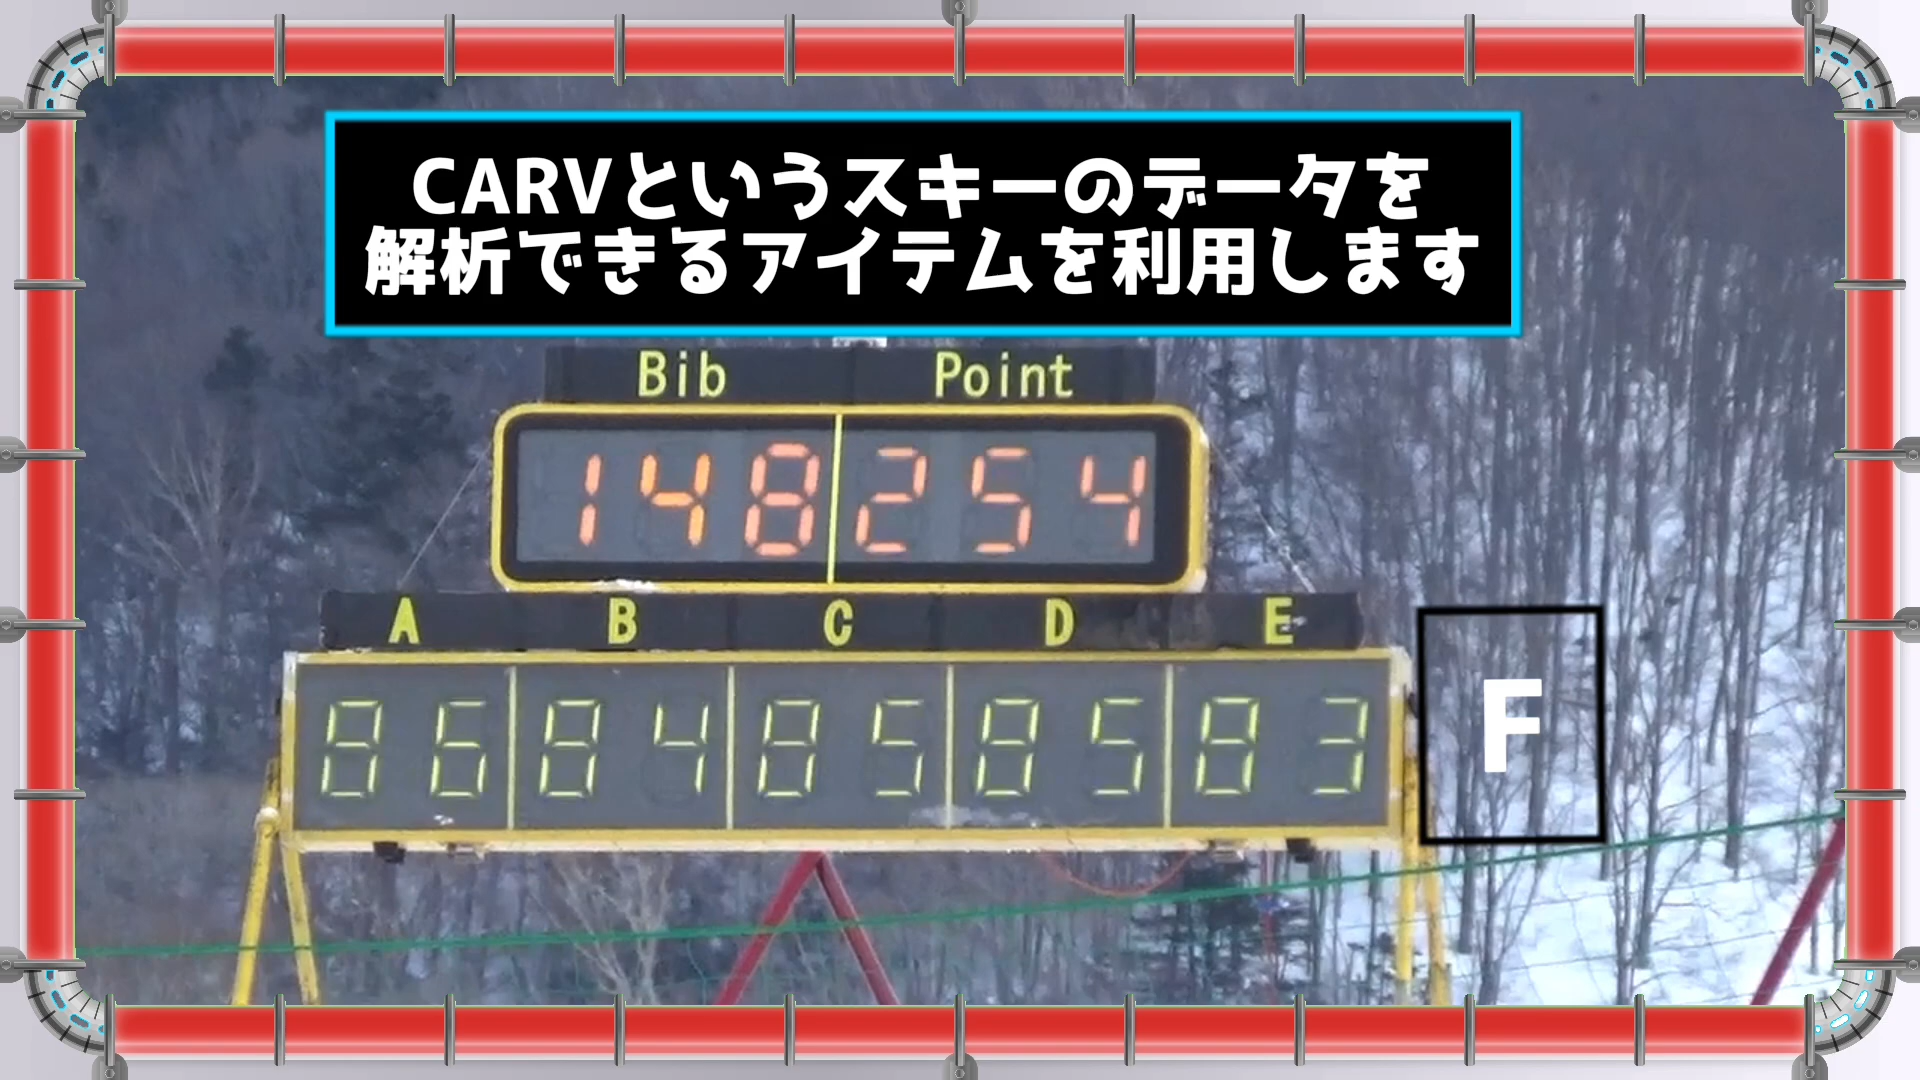 CARVというスキーのデータを
解析できるアイテムを利用します
Bib Point
148 254
A B C D E
86 84 85 85 83 F